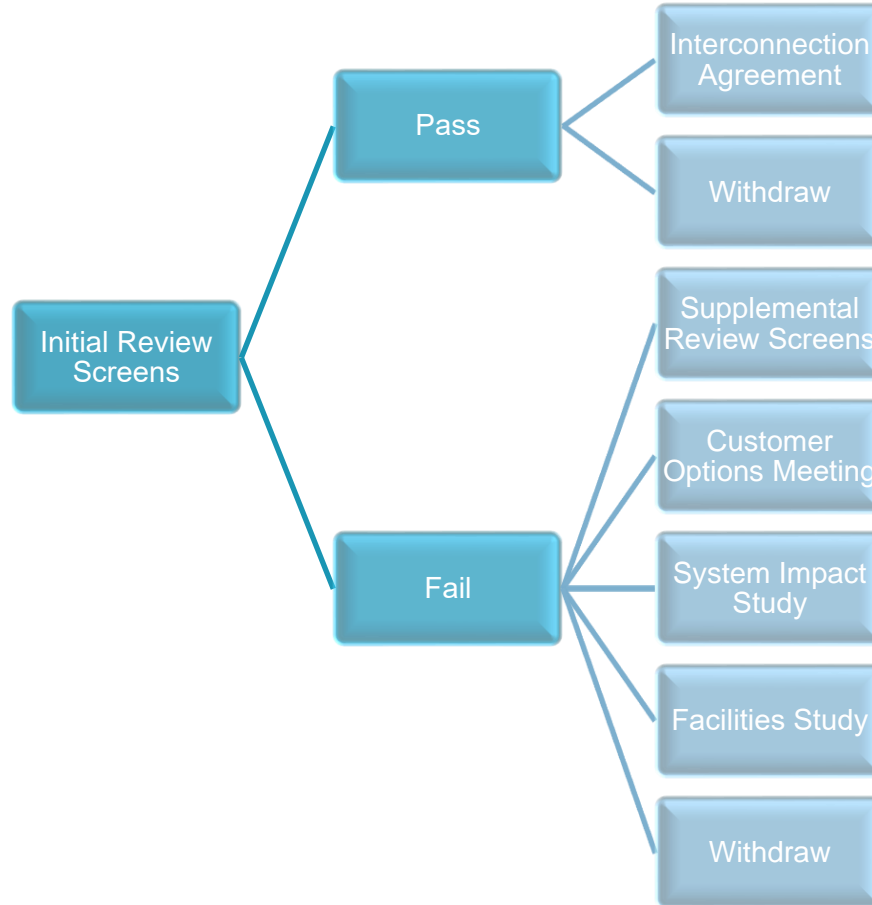 Initial Review
Screens
Pass
Interconnection
Agreement
Withdraw
Fail
Supplemental
Review Screens
Customer
Options Meeting
System Impact
Study
Facilities Study
Withdraw